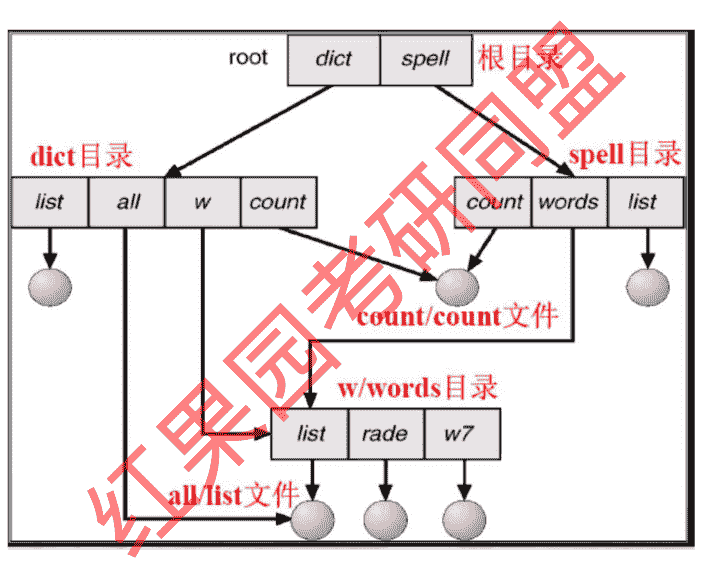 root dict spell 根目录
dict目录 spell目录
list all w count count words list
count/count文件
w/words目录
list rade w7
all/list文件
红果园考研同盟